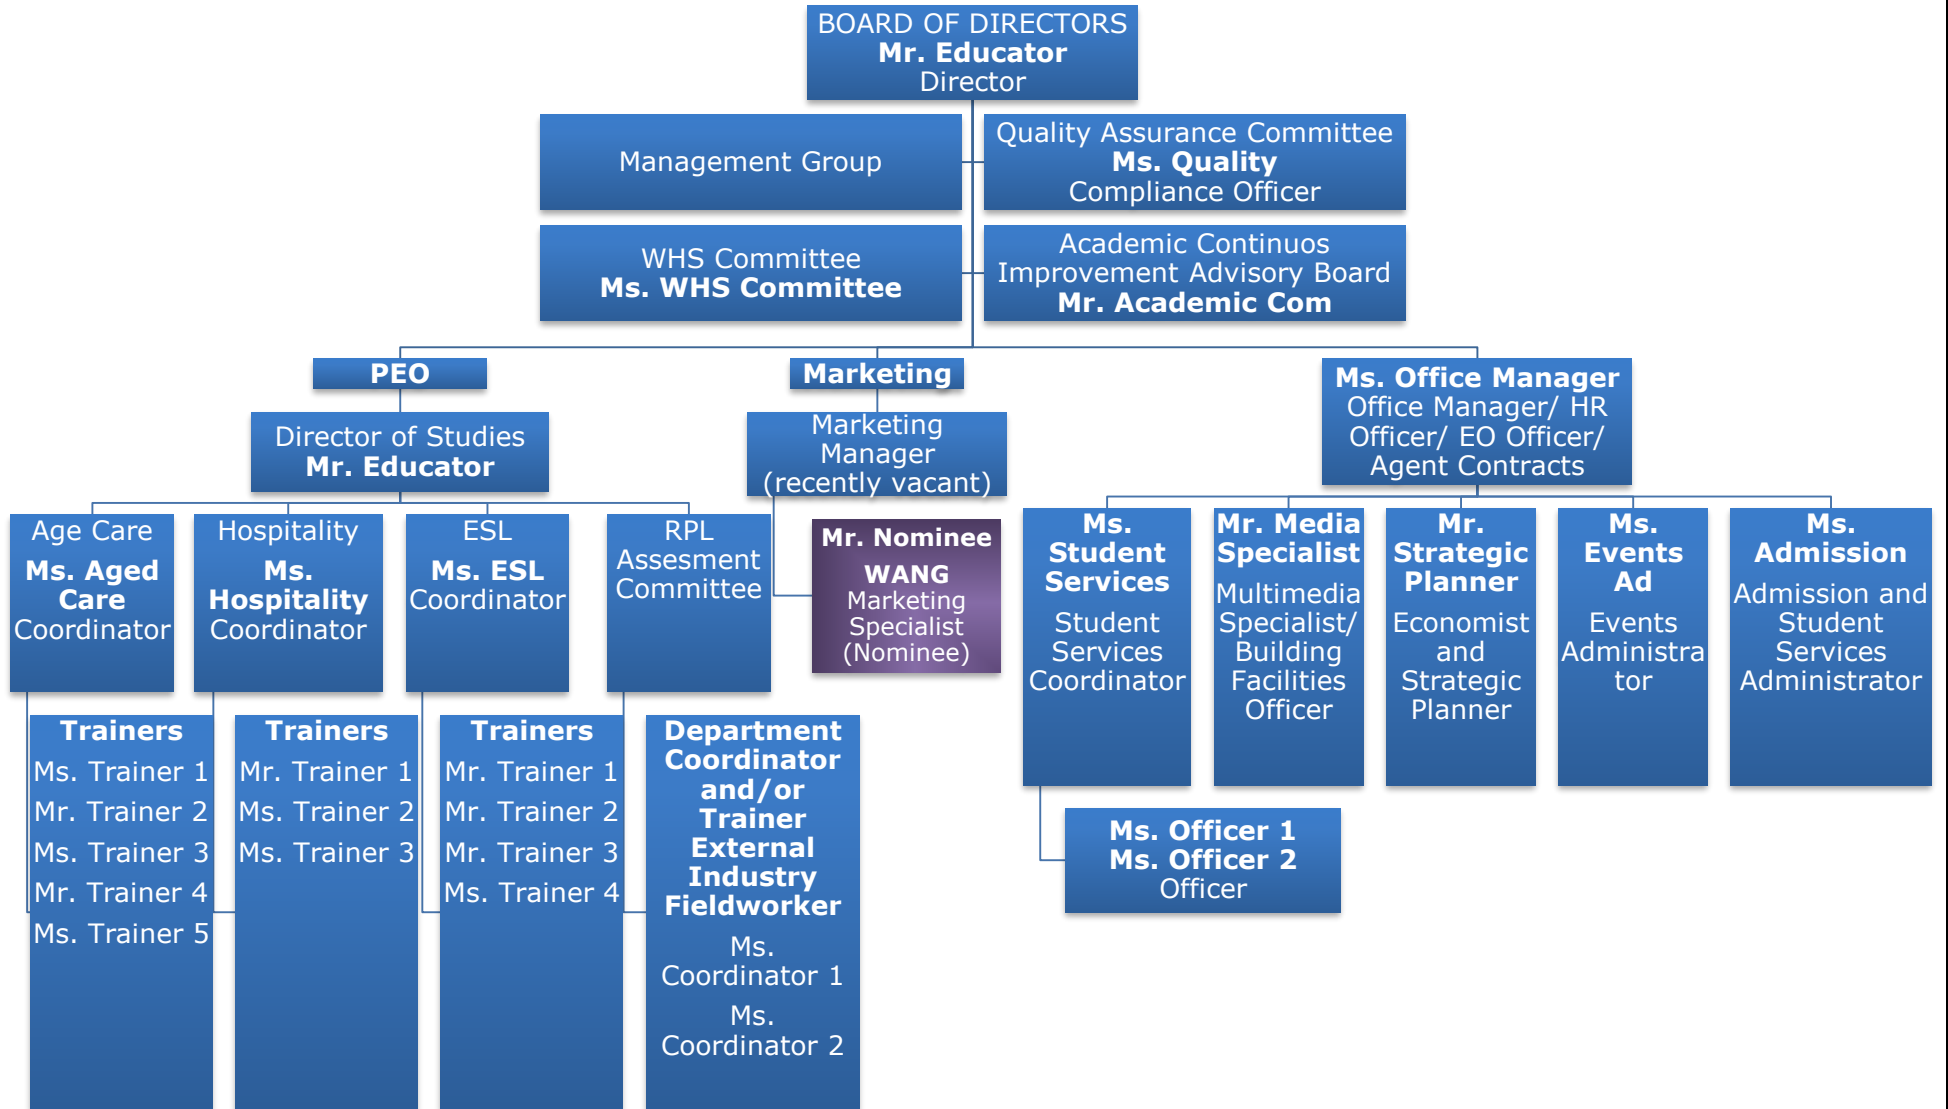 BOARD OF DIRECTORS
Mr. Educator
Director
Management Group
Quality Assurance Committee
Ms. Quality
Compliance Officer
WHS Committee
Ms. WHS Committee
Academic Continuos
Improvement Advisory Board
Mr. Academic Com
PEO
Director of Studies
Mr. Educator
Marketing
Marketing
Manager
(recently vacant)
Ms. Office Manager
Office Manager/ HR
Officer/ EO Officer/
Agent Contracts
Age Care
Ms. Aged
Care
Coordinator
Hospitality
Ms.
Hospitality
Coordinator
ESL
Ms. ESL
Coordinator
RPL
Assesment
Committee
Mr. Nominee
WANG
Marketing
Specialist
(Nominee)
Ms.
Student
Services
Student
Services
Coordinator
Mr. Media
Specialist
Multimedia
Specialist/
Building
Facilities
Officer
Mr.
Strategic
Planner
Economist
and
Strategic
Planner
Ms.
Events
Ad
Events
Administra
tor
Ms.
Admission
Admission and
Student
Services
Administrator
Trainers
Ms. Trainer 1
Mr. Trainer 2
Ms. Trainer 3
Mr. Trainer 4
Ms. Trainer 5
Trainers
Mr. Trainer 1
Ms. Trainer 2
Ms. Trainer 3
Trainers
Mr. Trainer 1
Mr. Trainer 2
Mr. Trainer 3
Ms. Trainer 4
Department
Coordinator
and/or
Trainer
External
Industry
Fieldworker
Ms.
Coordinator 1
Ms.
Coordinator 2
Ms. Officer 1
Ms. Officer 2
Officer